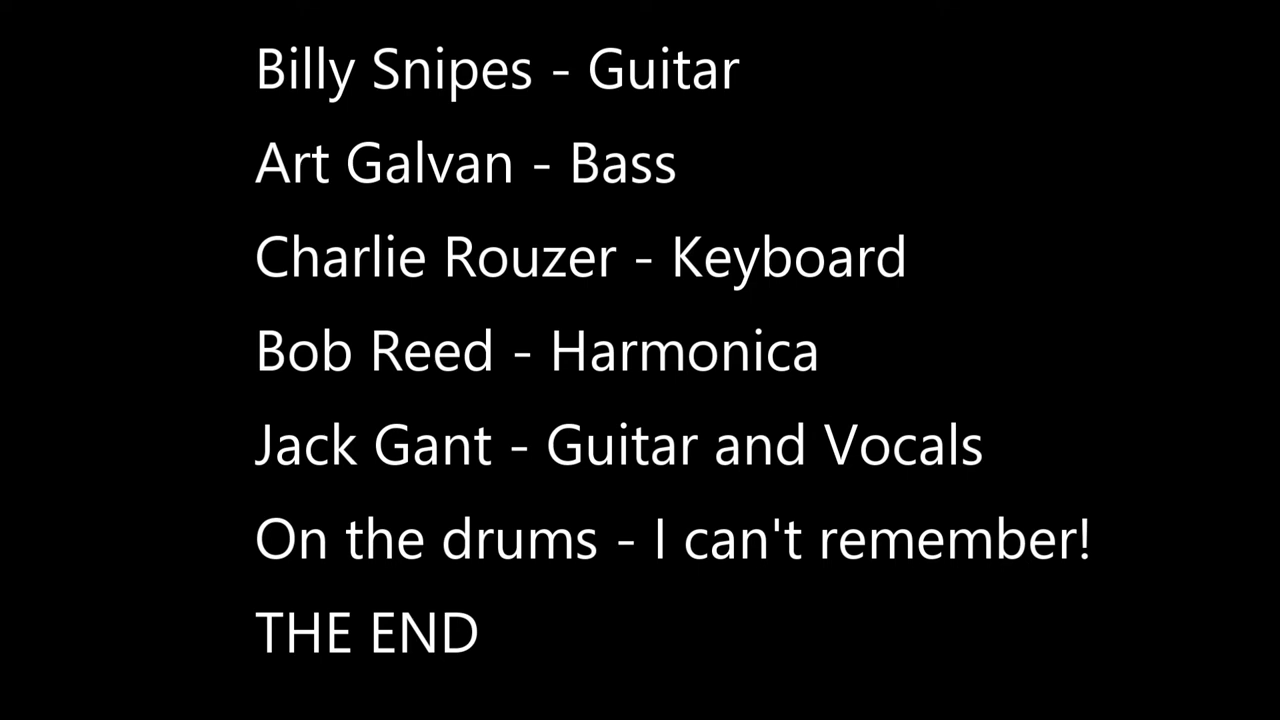 Billy Snipes - Guitar
Art Galvan - Bass
Charlie Rouzer - Keyboard
Bob Reed - Harmonica
Jack Gant - Guitar and Vocals
On the drums - I can't remember!
THE END